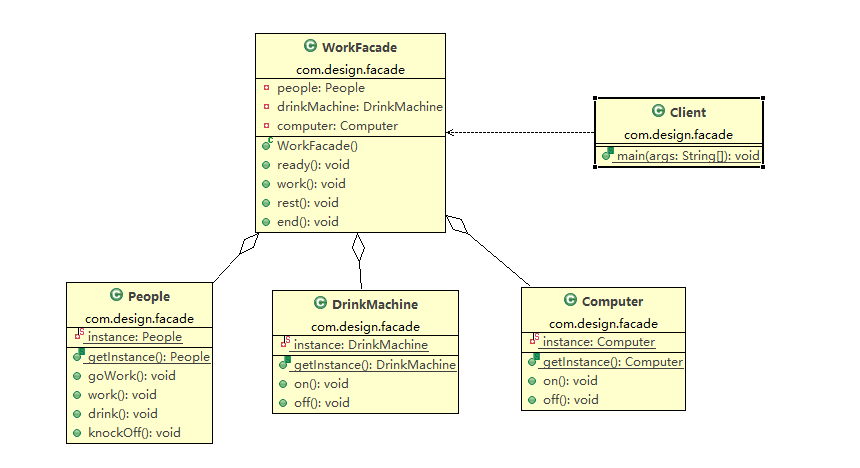 WorkFacade
com.design.facade
people: People
drinkMachine: DrinkMachine
computer: Computer
WorkFacade()
ready(): void
work(): void
rest(): void
end(): void
Client
com.design.facade
main(args: String[]): void
People
com.design.facade
instance: People
getInstance(): People
goWork(): void
work(): void
drink(): void
knockOff(): void
DrinkMachine
com.design.facade
instance: DrinkMachine
getInstance(): DrinkMachine
on(): void
off(): void
Computer
com.design.facade
instance: Computer
getInstance(): Computer
on(): void
off(): void